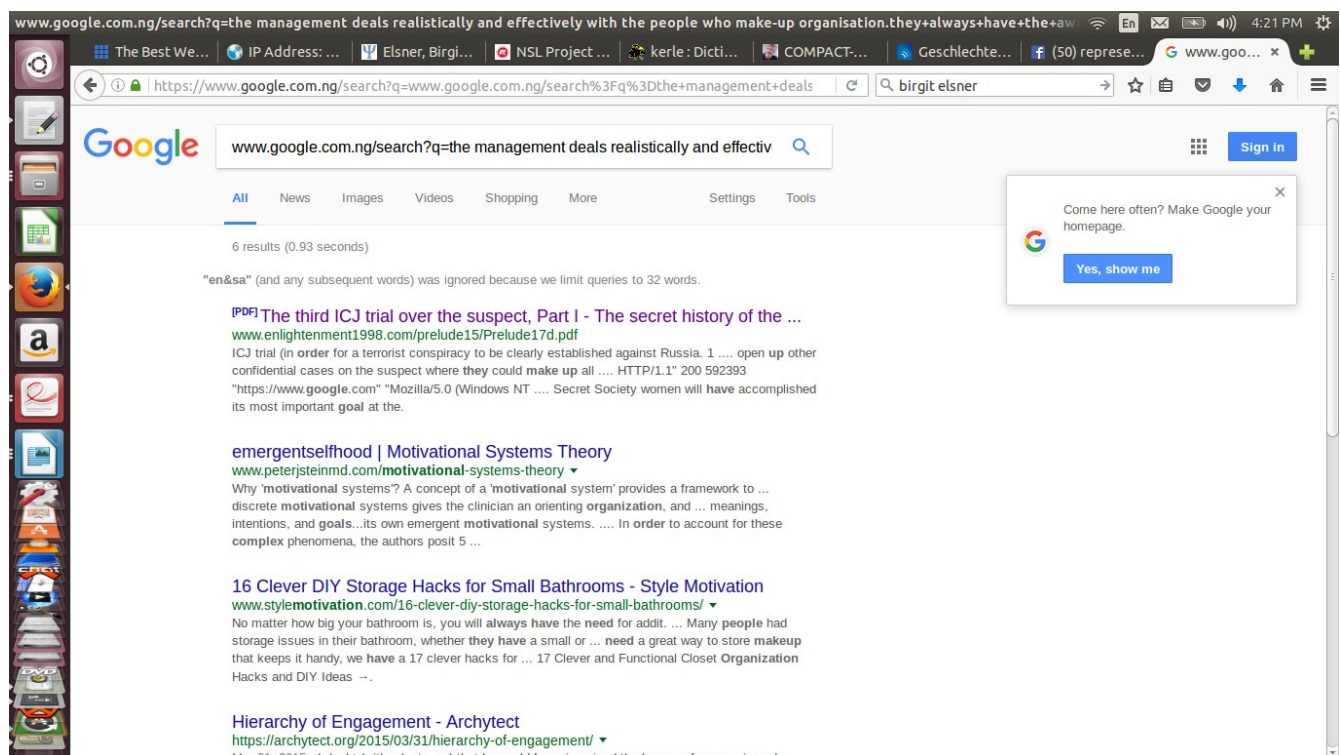 www.google.com.ng/search?q=the management deals realistically and effectively with the people who make-up organisation.they+always+have+the+aw
En
4:21 PM
The Best We...
IP Address: ...
Elsner, Birgi...
NSL Project ...
kerle : Dicti...
COMPACT-...
Geschlechte...
(50) represe...
www.goo...
https://www.google.com.ng/search?q=www.google.com.ng/search%3Fq%3Dthe+management+deals
birgit elsner
Google
www.google.com.ng/search?q=the management deals realistically and effectiv
Sign in
All News Images Videos Shopping More Settings Tools
Come here often? Make Google your
homepage.
Yes, show me
6 results (0.93 seconds)
"en&sa" (and any subsequent words) was ignored because we limit queries to 32 words.
[PDF] The third ICJ trial over the suspect, Part I - The secret history of the ...
www.enlightenment1998.com/prelude15/Prelude17d.pdf
ICJ trial (in order for a terrorist conspiracy to be clearly established against Russia. 1 .... open up other
confidential cases on the suspect where they could make up all .... HTTP/1.1" 200 592393
"https://www.google.com" "Mozilla/5.0 (Windows NT .... Secret Society women will have accomplished
its most important goal at the.
emergentselfhood | Motivational Systems Theory
www.peterjsteinmd.com/motivational-systems-theory
Why 'motivational systems'? A concept of a 'motivational system' provides a framework to ...
discrete motivational systems gives the clinician an orienting organization, and ... meanings,
intentions, and goals...its own emergent motivational systems. .... In order to account for these
complex phenomena, the authors posit 5 ...
16 Clever DIY Storage Hacks for Small Bathrooms - Style Motivation
www.stylemotivation.com/16-clever-diy-storage-hacks-for-small-bathrooms/
No matter how big your bathroom is, you will always have the need for addit. ... Many people had
storage issues in their bathroom, whether they have a small or ... need a great way to store makeup
that keeps it handy, we have a 17 clever hacks for ... 17 Clever and Functional Closet Organization
Hacks and DIY Ideas →.
Hierarchy of Engagement - Archytect
https://archytect.org/2015/03/31/hierarchy-of-engagement/